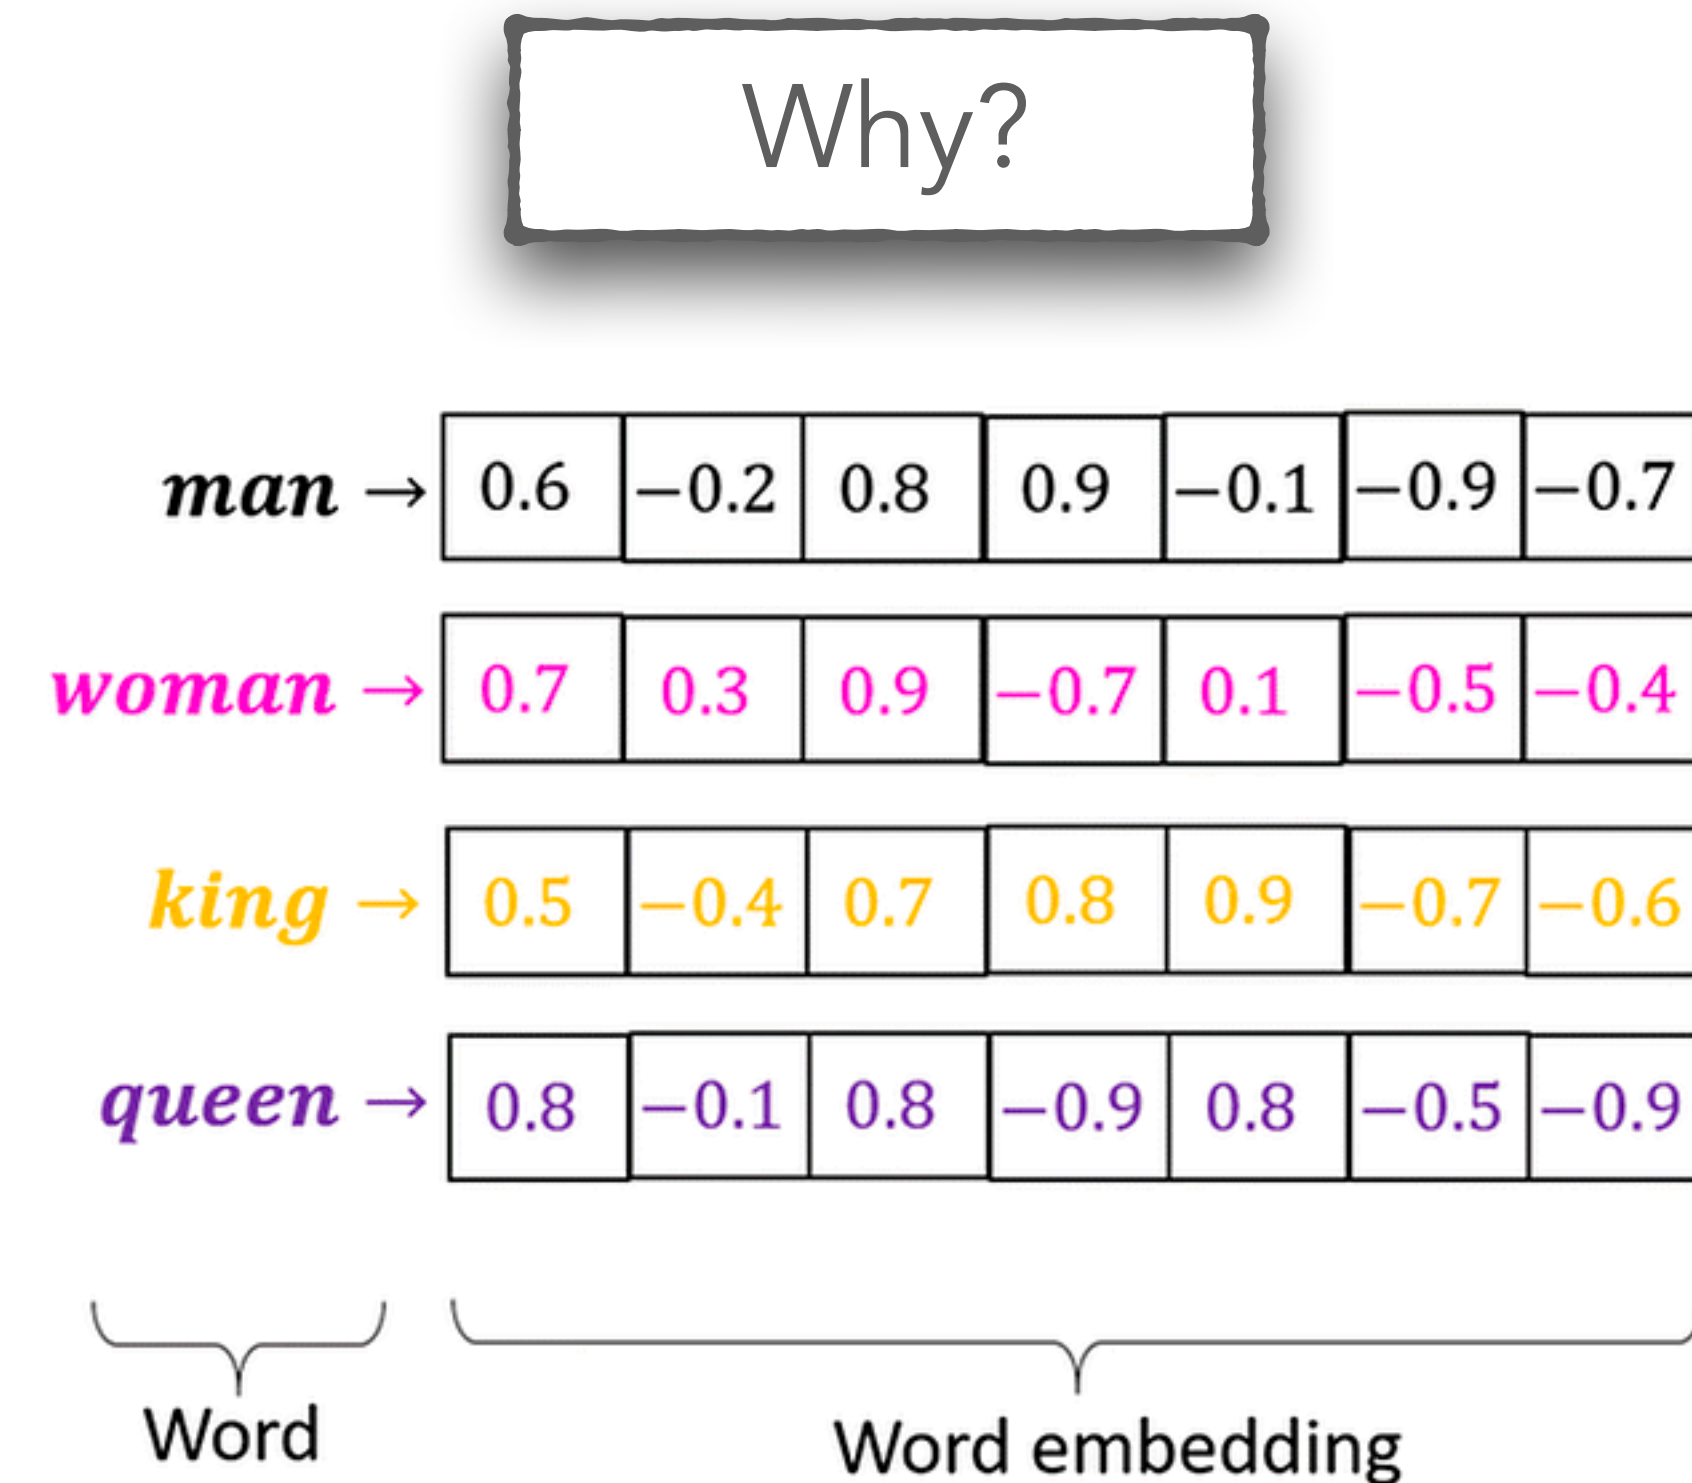 Why?
man → 0.6 −0.2 0.8 0.9 −0.1 −0.9 −0.7
woman → 0.7 0.3 0.9 −0.7 0.1 −0.5 −0.4
king → 0.5 −0.4 0.7 0.8 0.9 −0.7 −0.6
queen → 0.8 −0.1 0.8 −0.9 0.8 −0.5 −0.9
Word Word embedding